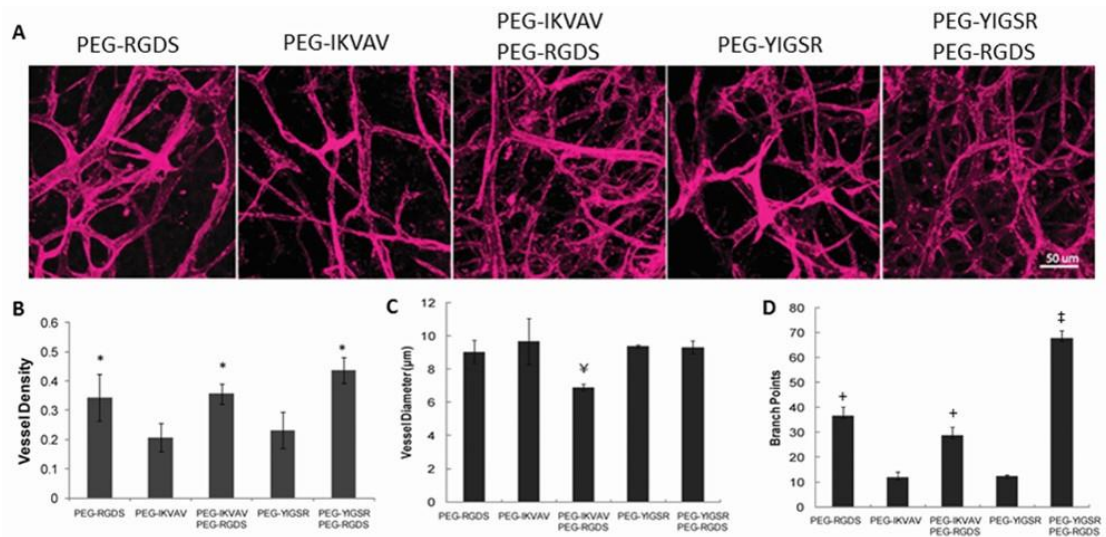 A
PEG-RGDS
PEG-IKVAV
PEG-IKVAV
PEG-RGDS
PEG-YIGSR
PEG-YIGSR
PEG-RGDS
50 um
B
Vessel Density
0.6
0.5
0.4
0.3
0.2
0.1
0
*
*
*
PEG-RGDS
PEG-IKVAV
PEG-IKVAV
PEG-RGDS
PEG-YIGSR
PEG-YIGSR
PEG-RGDS
C
Vessel Diameter (µm)
12
10
8
6
4
2
0
¥
PEG-RGDS
PEG-IKVAV
PEG-IKVAV
PEG-RGDS
PEG-YIGSR
PEG-YIGSR
PEG-RGDS
D
Branch Points
80
70
60
50
40
30
20
10
0
+
+
‡
PEG-RGDS
PEG-IKVAV
PEG-IKVAV
PEG-RGDS
PEG-YIGSR
PEG-YIGSR
PEG-RGDS